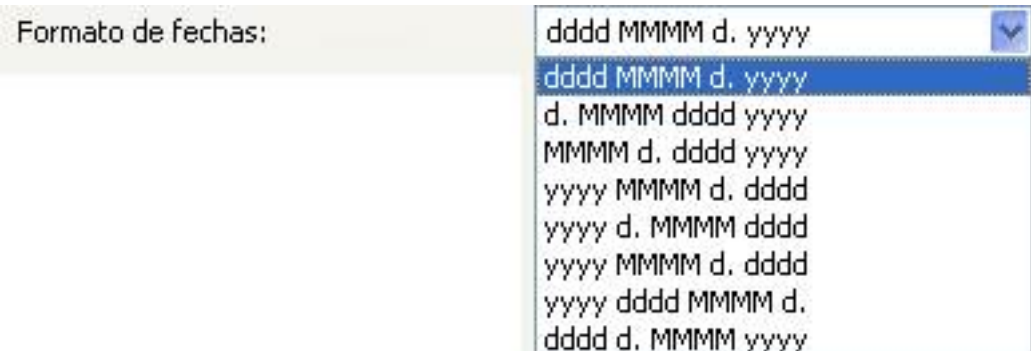 Formato de fechas:
dddd MMMM d. yyyy
dddd MMMM d. yyyy
d. MMMM dddd yyyy
MMMM d. dddd yyyy
yyyy MMMM d. dddd
yyyy d. MMMM dddd
yyyy MMMM d. dddd
yyyy dddd MMMM d.
dddd d. MMMM yyyy